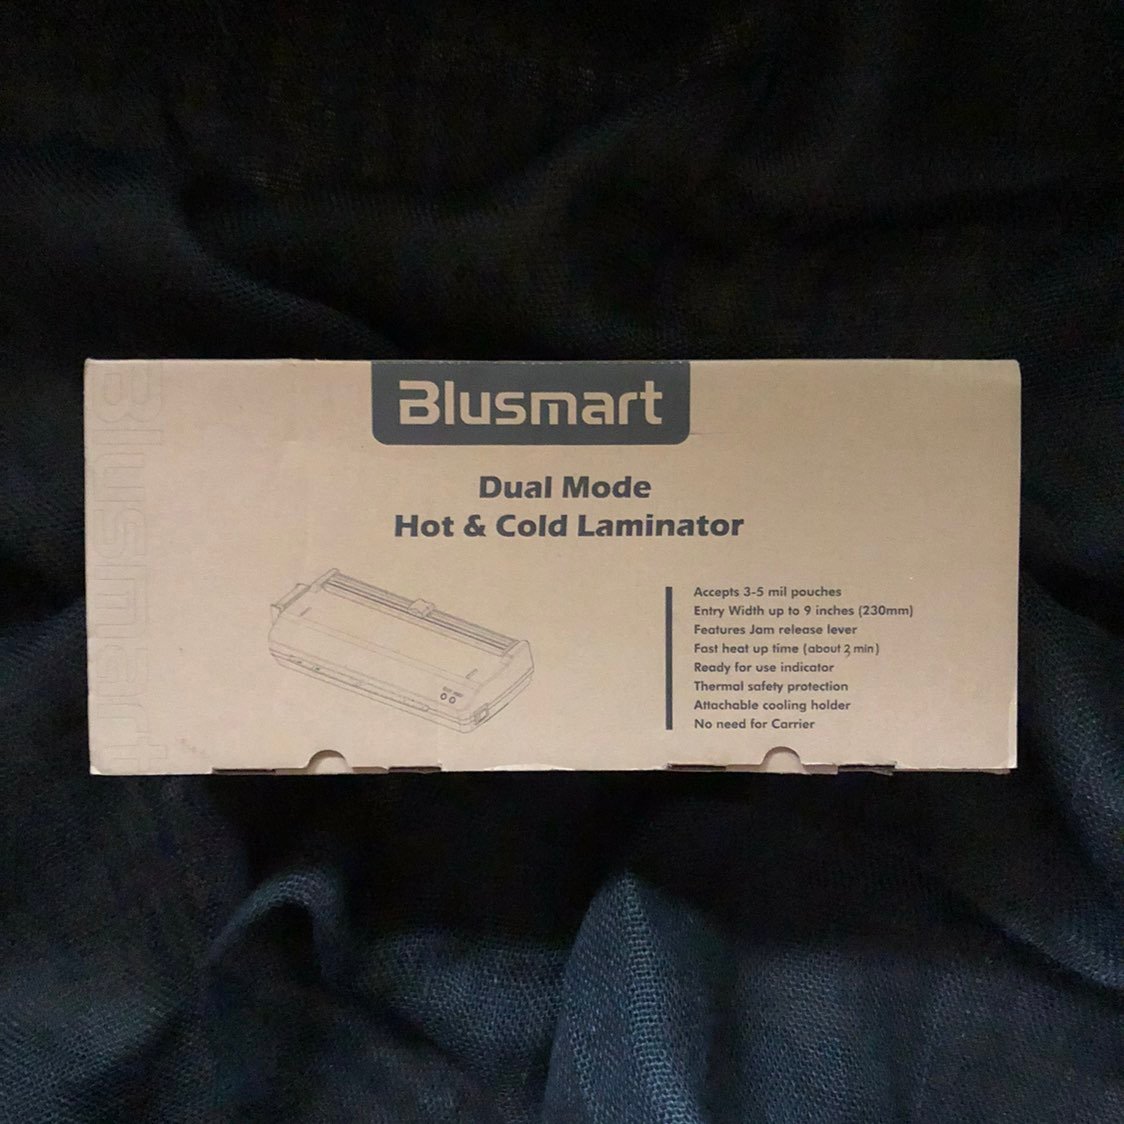 Blusmart
Blusmart
Dual Mode
Hot & Cold Laminator
Accepts 3-5 mil pouches
Entry Width up to 9 inches (230mm)
Features Jam release lever
Fast heat up time (about 2 min)
Ready for use indicator
Thermal safety protection
Attachable cooling holder
No need for Carrier